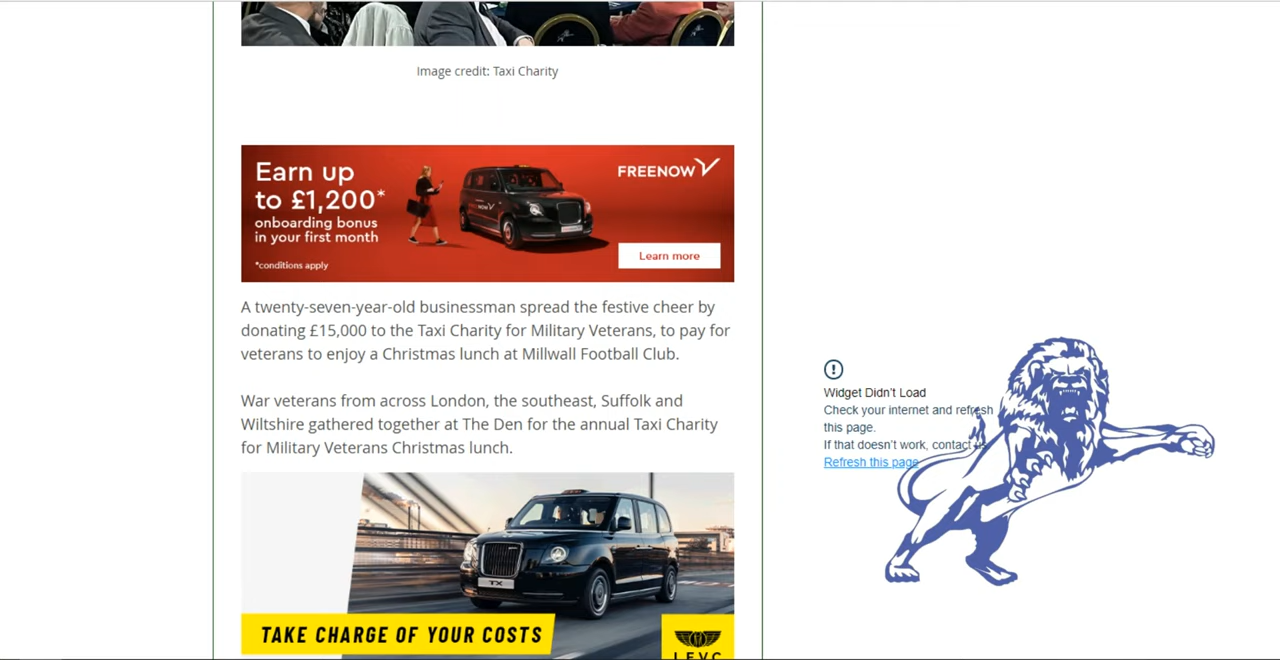 Image credit: Taxi Charity
Earn up
to £1,200*
onboarding bonus
in your first month
*conditions apply
FREENOW
NOW
Learn more
A twenty-seven-year-old businessman spread the festive cheer by
donating £15,000 to the Taxi Charity for Military Veterans, to pay for
veterans to enjoy a Christmas lunch at Millwall Football Club.
War veterans from across London, the southeast, Suffolk and
Wiltshire gathered together at The Den for the annual Taxi Charity
for Military Veterans Christmas lunch.
Widget Didn't Load
Check your internet and refresh
this page.
If that doesn't work, contact us.
Refresh this page
TX
TAKE CHARGE OF YOUR COSTS
LEVC